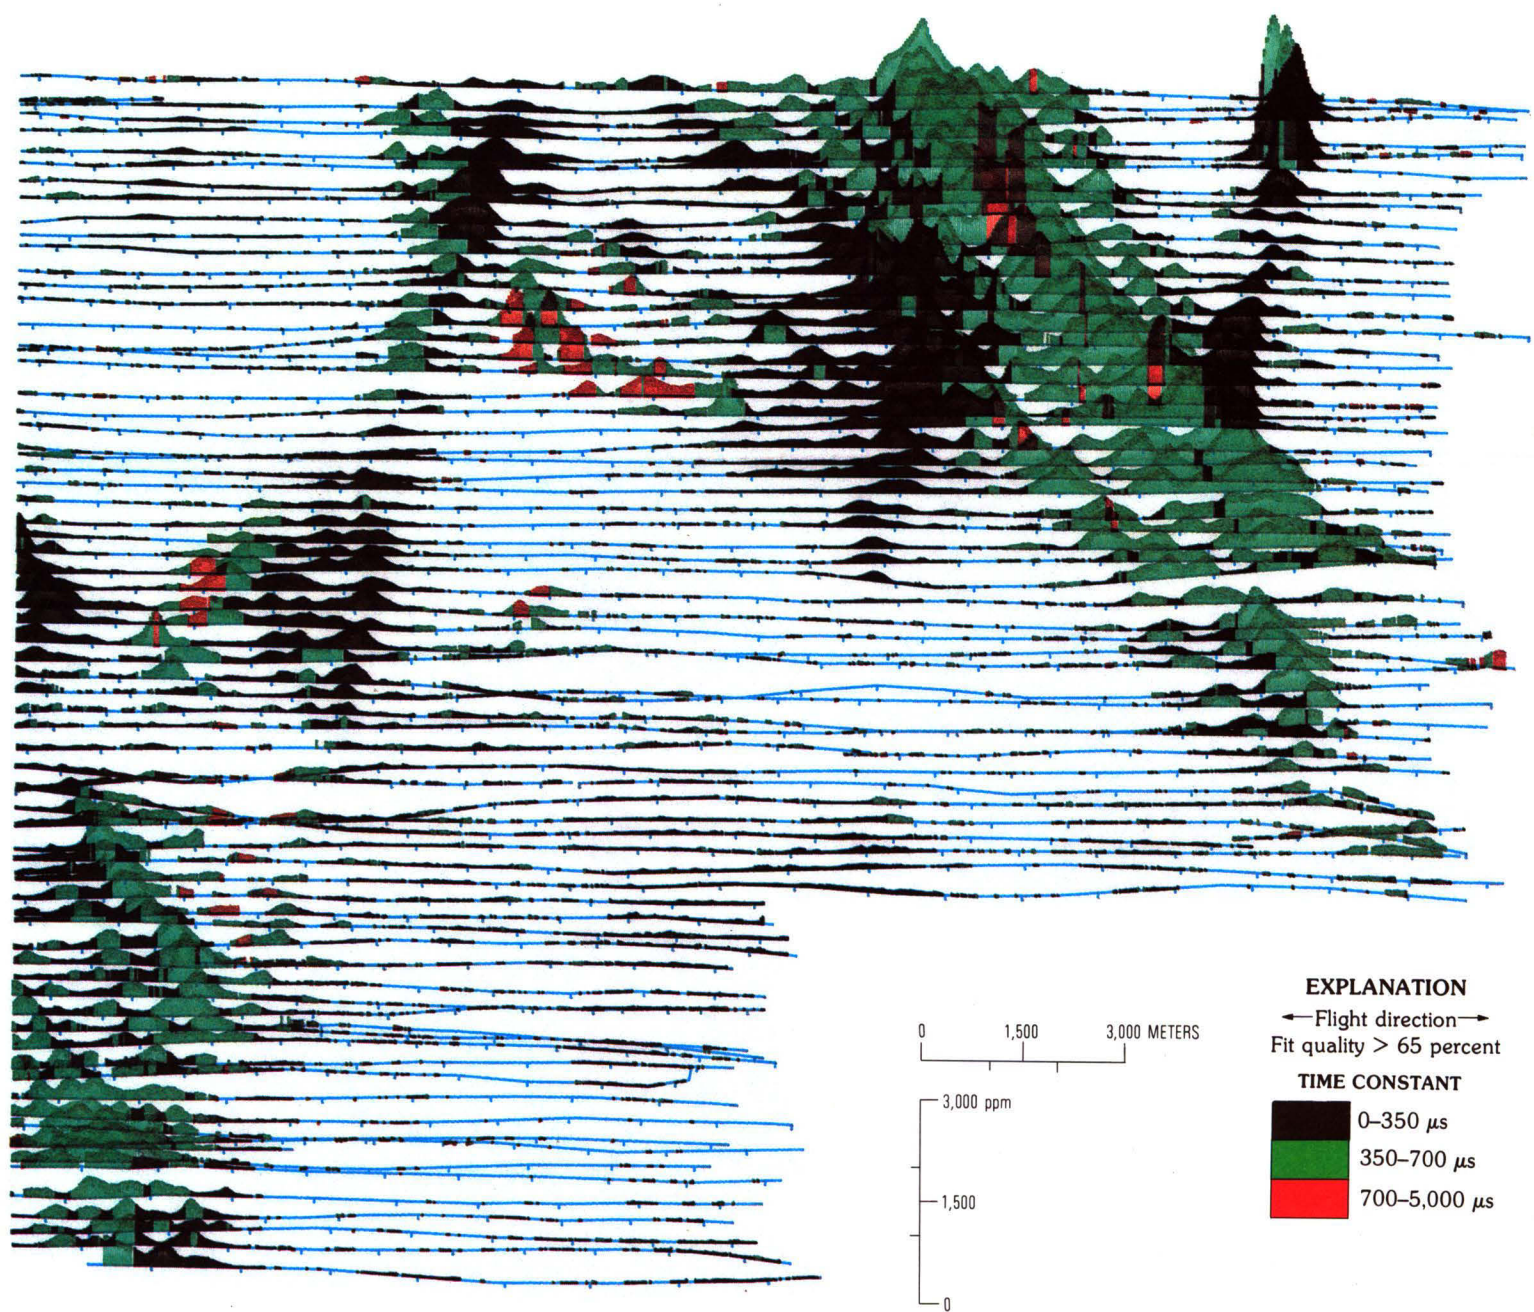 0 1,500 3,000 METERS
3,000 ppm
1,500
0
EXPLANATION
←Flight direction→
Fit quality > 65 percent
TIME CONSTANT
0–350 μs
350–700 μs
700–5,000 μs